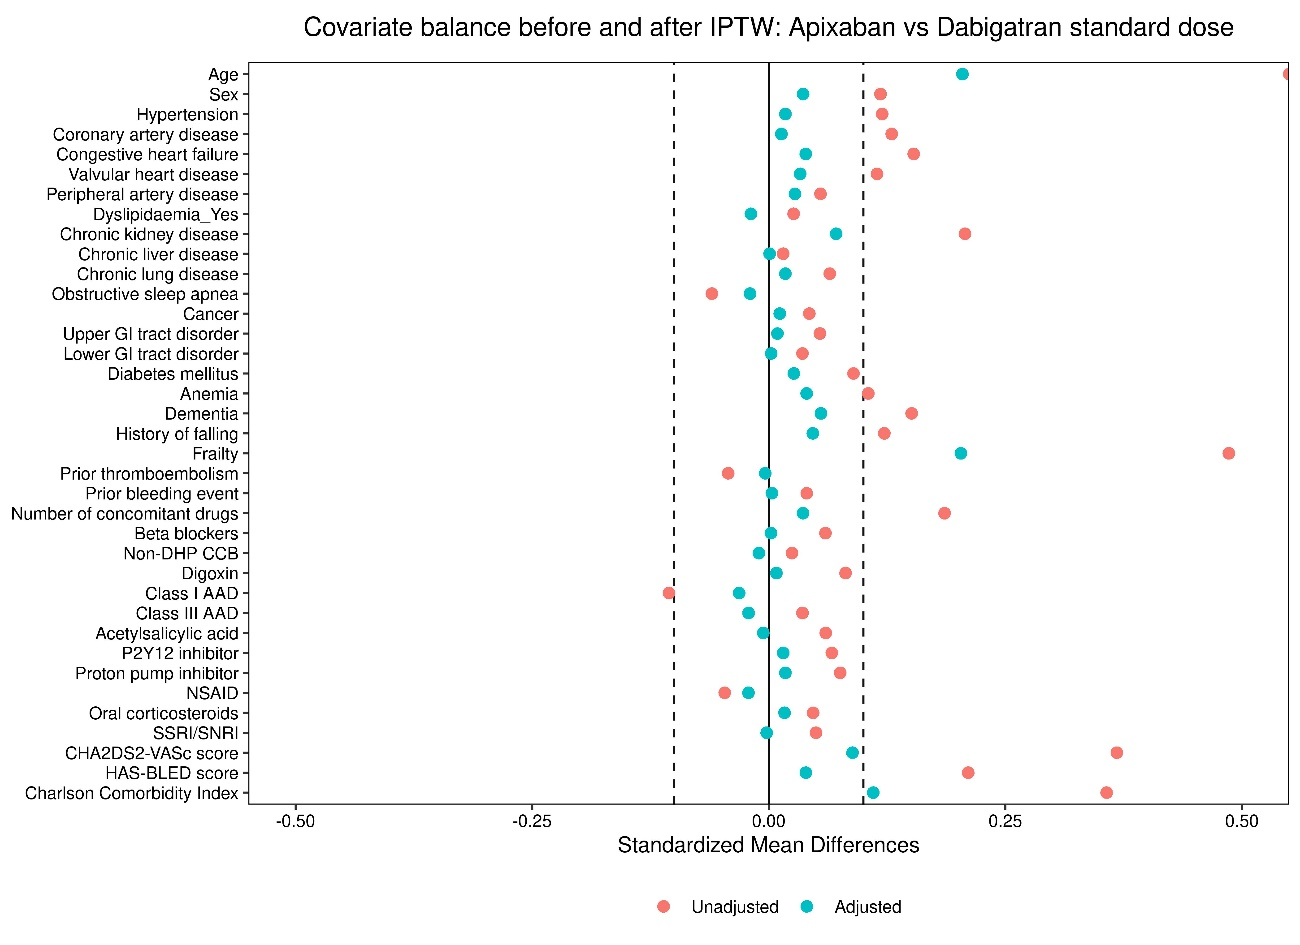 Covariate balance before and after IPTW: Apixaban vs Dabigatran standard dose
Age
Sex
Hypertension
Coronary artery disease
Congestive heart failure
Valvular heart disease
Peripheral artery disease
Dyslipidaemia_Yes
Chronic kidney disease
Chronic liver disease
Chronic lung disease
Obstructive sleep apnea
Cancer
Upper GI tract disorder
Lower GI tract disorder
Diabetes mellitus
Anemia
Dementia
History of falling
Frailty
Prior thromboembolism
Prior bleeding event
Number of concomitant drugs
Beta blockers
Non-DHP CCB
Digoxin
Class I AAD
Class III AAD
Acetylsalicylic acid
P2Y12 inhibitor
Proton pump inhibitor
NSAID
Oral corticosteroids
SSRI/SNRI
CHA2DS2-VASc score
HAS-BLED score
Charlson Comorbidity Index
-0.50 -0.25 0.00 0.25 0.50
Standardized Mean Differences
Unadjusted Adjusted